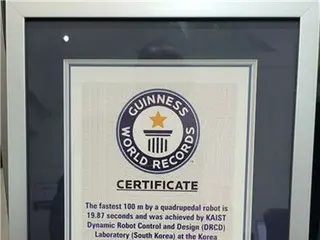 GUINNESS
WORLD RECORDS
CERTIFICATE
The fastest 100 m by a quadrupedal robot is
19.87 seconds and was achieved by KAIST
Dynamic Robot Control and Design (DRCD)
Laboratory (South Korea) at the Korea